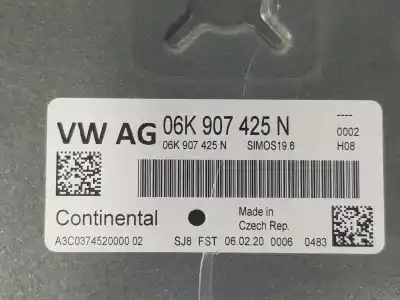 VW AG 06K 907 425 N
----
06K 907 425 N SIMOS19.6
0002
H08
Continental
Made in
Czech Rep.
A3C0374520000 02 SJ8 FST 06.02.20 0006 0483